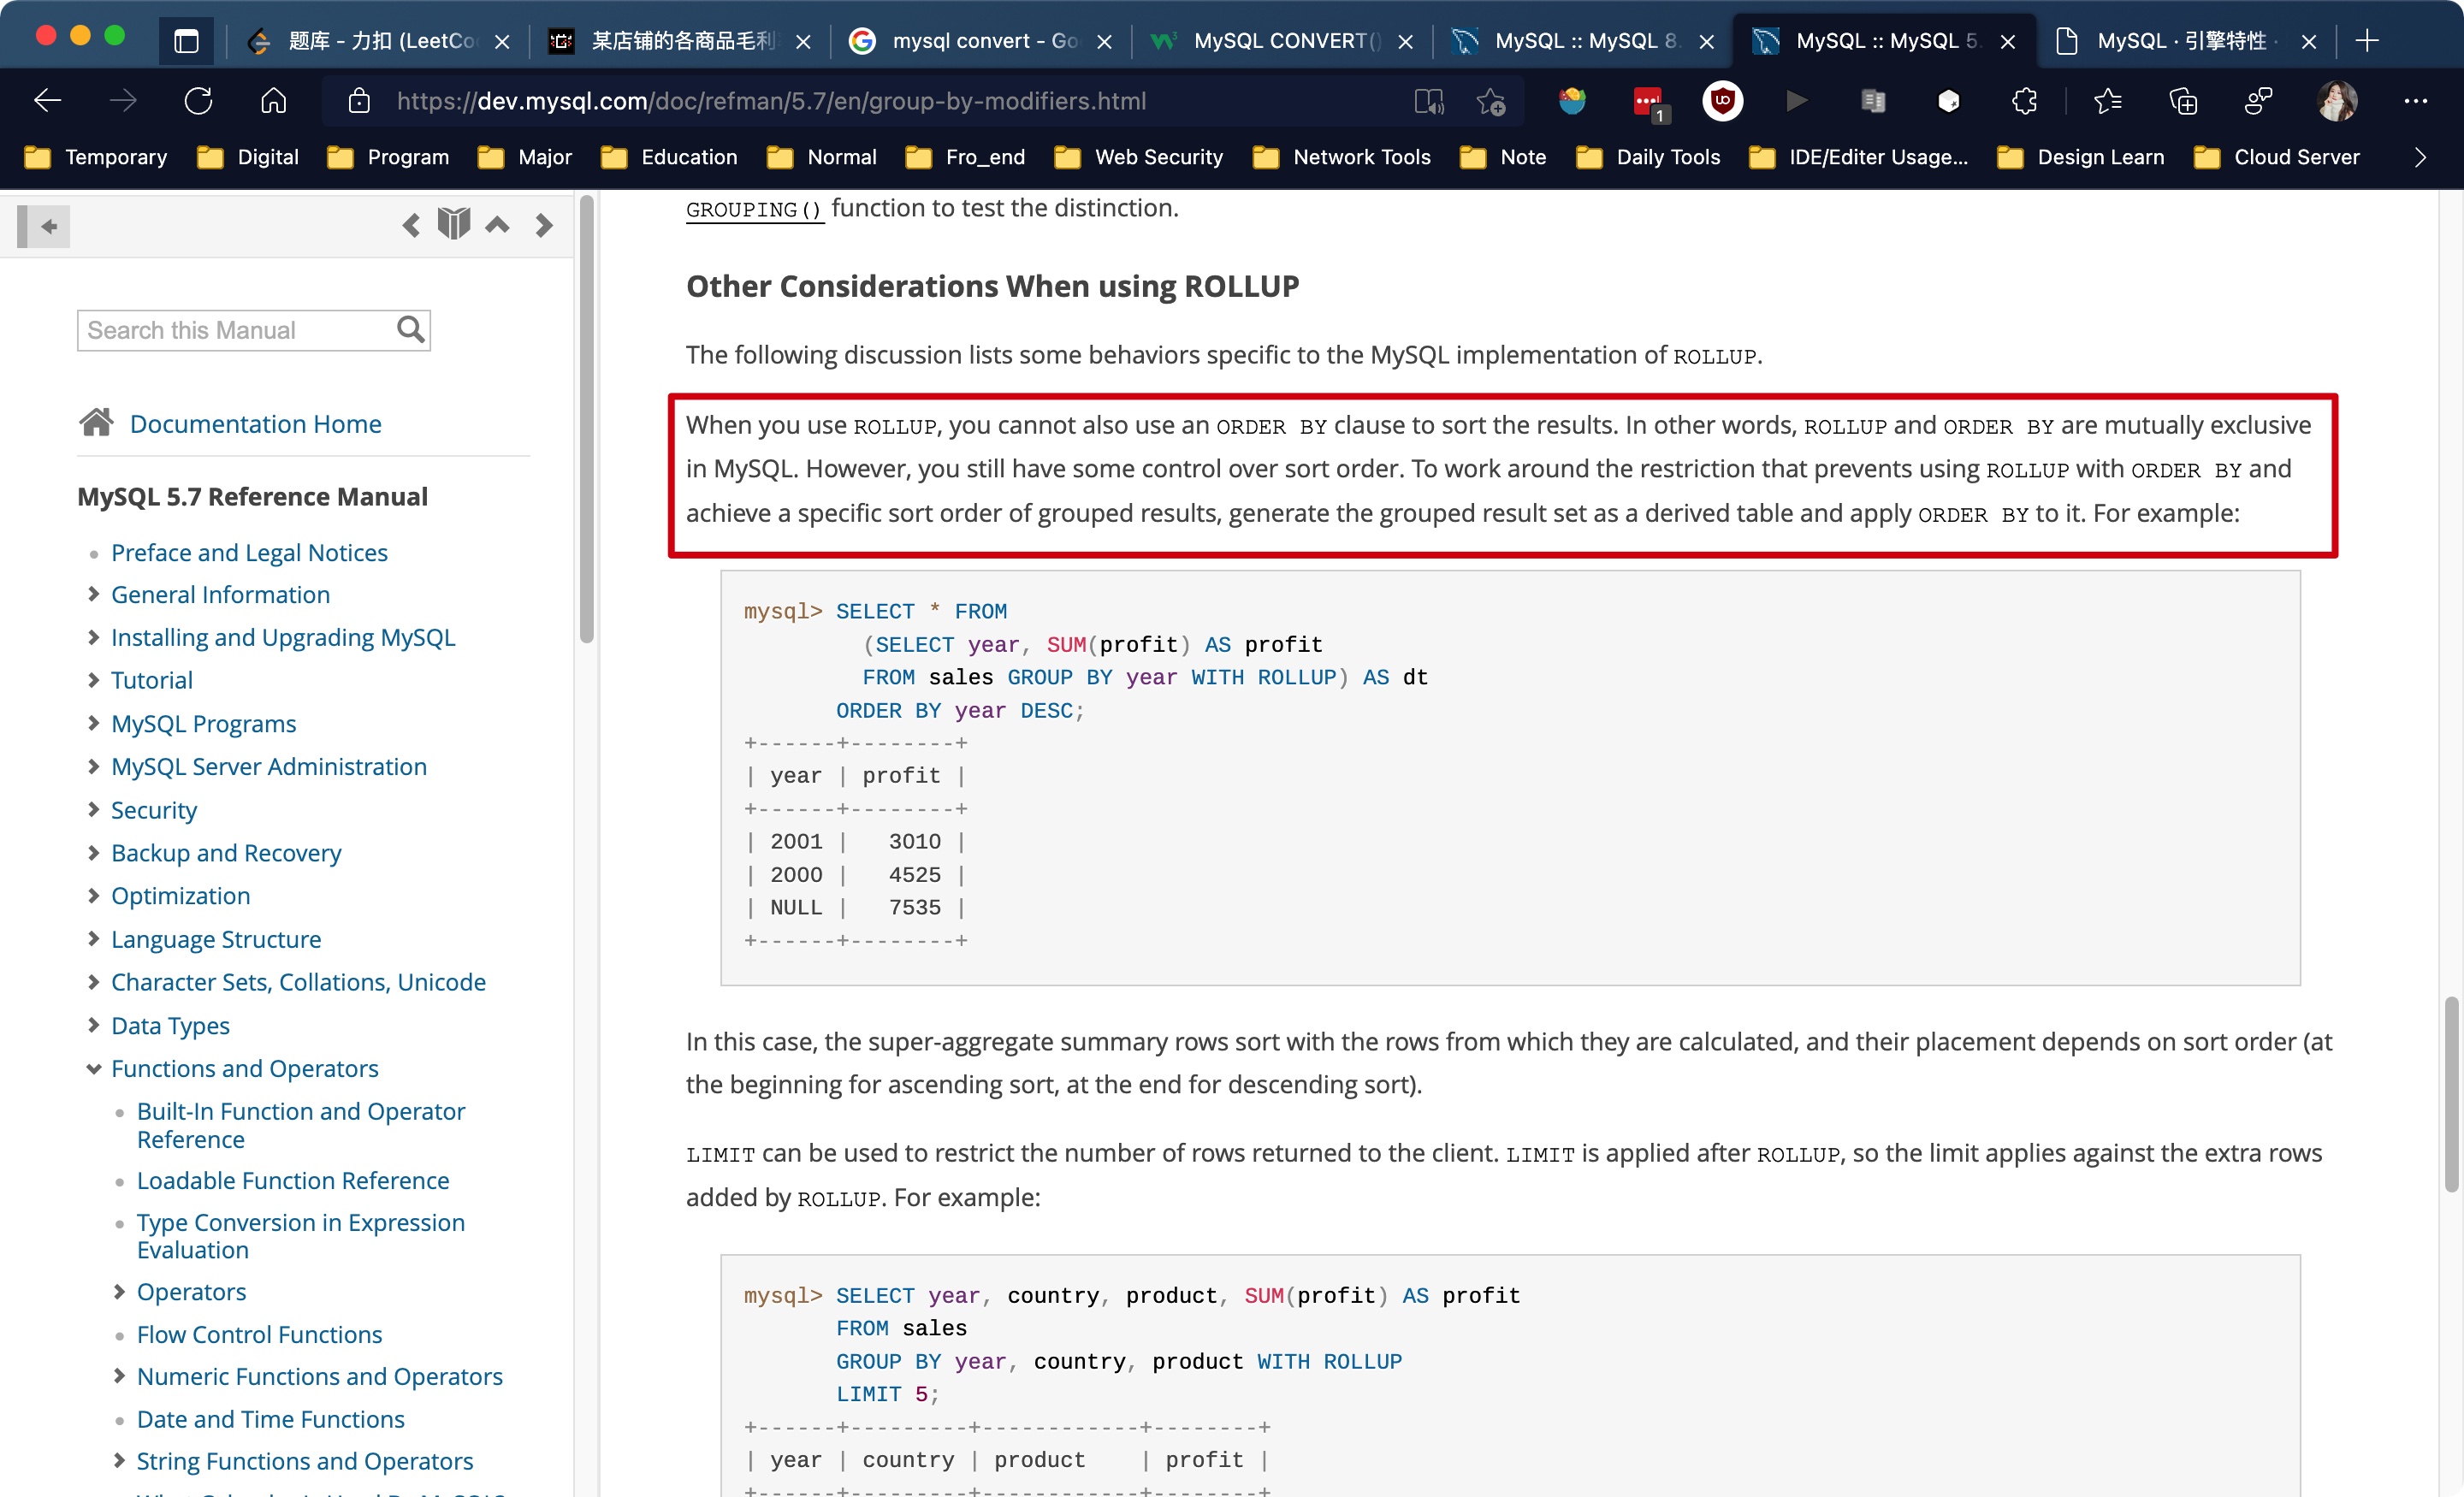 题库 - 力扣 (LeetCo
某店铺的各商品毛利
mysql convert - Go
MySQL CONVERT()
MySQL :: MySQL 8.
MySQL :: MySQL 5.
MySQL · 引擎特性 ·
https://dev.mysql.com/doc/refman/5.7/en/group-by-modifiers.html
1
Temporary
Digital
Program
Major
Education
Normal
Fro_end
Web Security
Network Tools
Note
Daily Tools
IDE/Editer Usage...
Design Learn
Cloud Server
Search this Manual
Documentation Home
MySQL 5.7 Reference Manual
Preface and Legal Notices
General Information
Installing and Upgrading MySQL
Tutorial
MySQL Programs
MySQL Server Administration
Security
Backup and Recovery
Optimization
Language Structure
Character Sets, Collations, Unicode
Data Types
Functions and Operators
Built-In Function and Operator
Reference
Loadable Function Reference
Type Conversion in Expression
Evaluation
Operators
Flow Control Functions
Numeric Functions and Operators
Date and Time Functions
String Functions and Operators
GROUPING() function to test the distinction.
Other Considerations When using ROLLUP
The following discussion lists some behaviors specific to the MySQL implementation of ROLLUP.
When you use ROLLUP, you cannot also use an ORDER BY clause to sort the results. In other words, ROLLUP and ORDER BY are mutually exclusive
in MySQL. However, you still have some control over sort order. To work around the restriction that prevents using ROLLUP with ORDER BY and
achieve a specific sort order of grouped results, generate the grouped result set as a derived table and apply ORDER BY to it. For example:
mysql> SELECT * FROM
(SELECT year, SUM(profit) AS profit
FROM sales GROUP BY year WITH ROLLUP) AS dt
ORDER BY year DESC;
+------+--------+
| year | profit |
+------+--------+
| 2001 |   3010 |
| 2000 |   4525 |
| NULL |   7535 |
+------+--------+
In this case, the super-aggregate summary rows sort with the rows from which they are calculated, and their placement depends on sort order (at
the beginning for ascending sort, at the end for descending sort).
LIMIT can be used to restrict the number of rows returned to the client. LIMIT is applied after ROLLUP, so the limit applies against the extra rows
added by ROLLUP. For example:
mysql> SELECT year, country, product, SUM(profit) AS profit
FROM sales
GROUP BY year, country, product WITH ROLLUP
LIMIT 5;
+------+---------+------------+--------+
| year | country | product    | profit |
+------+---------+------------+--------+